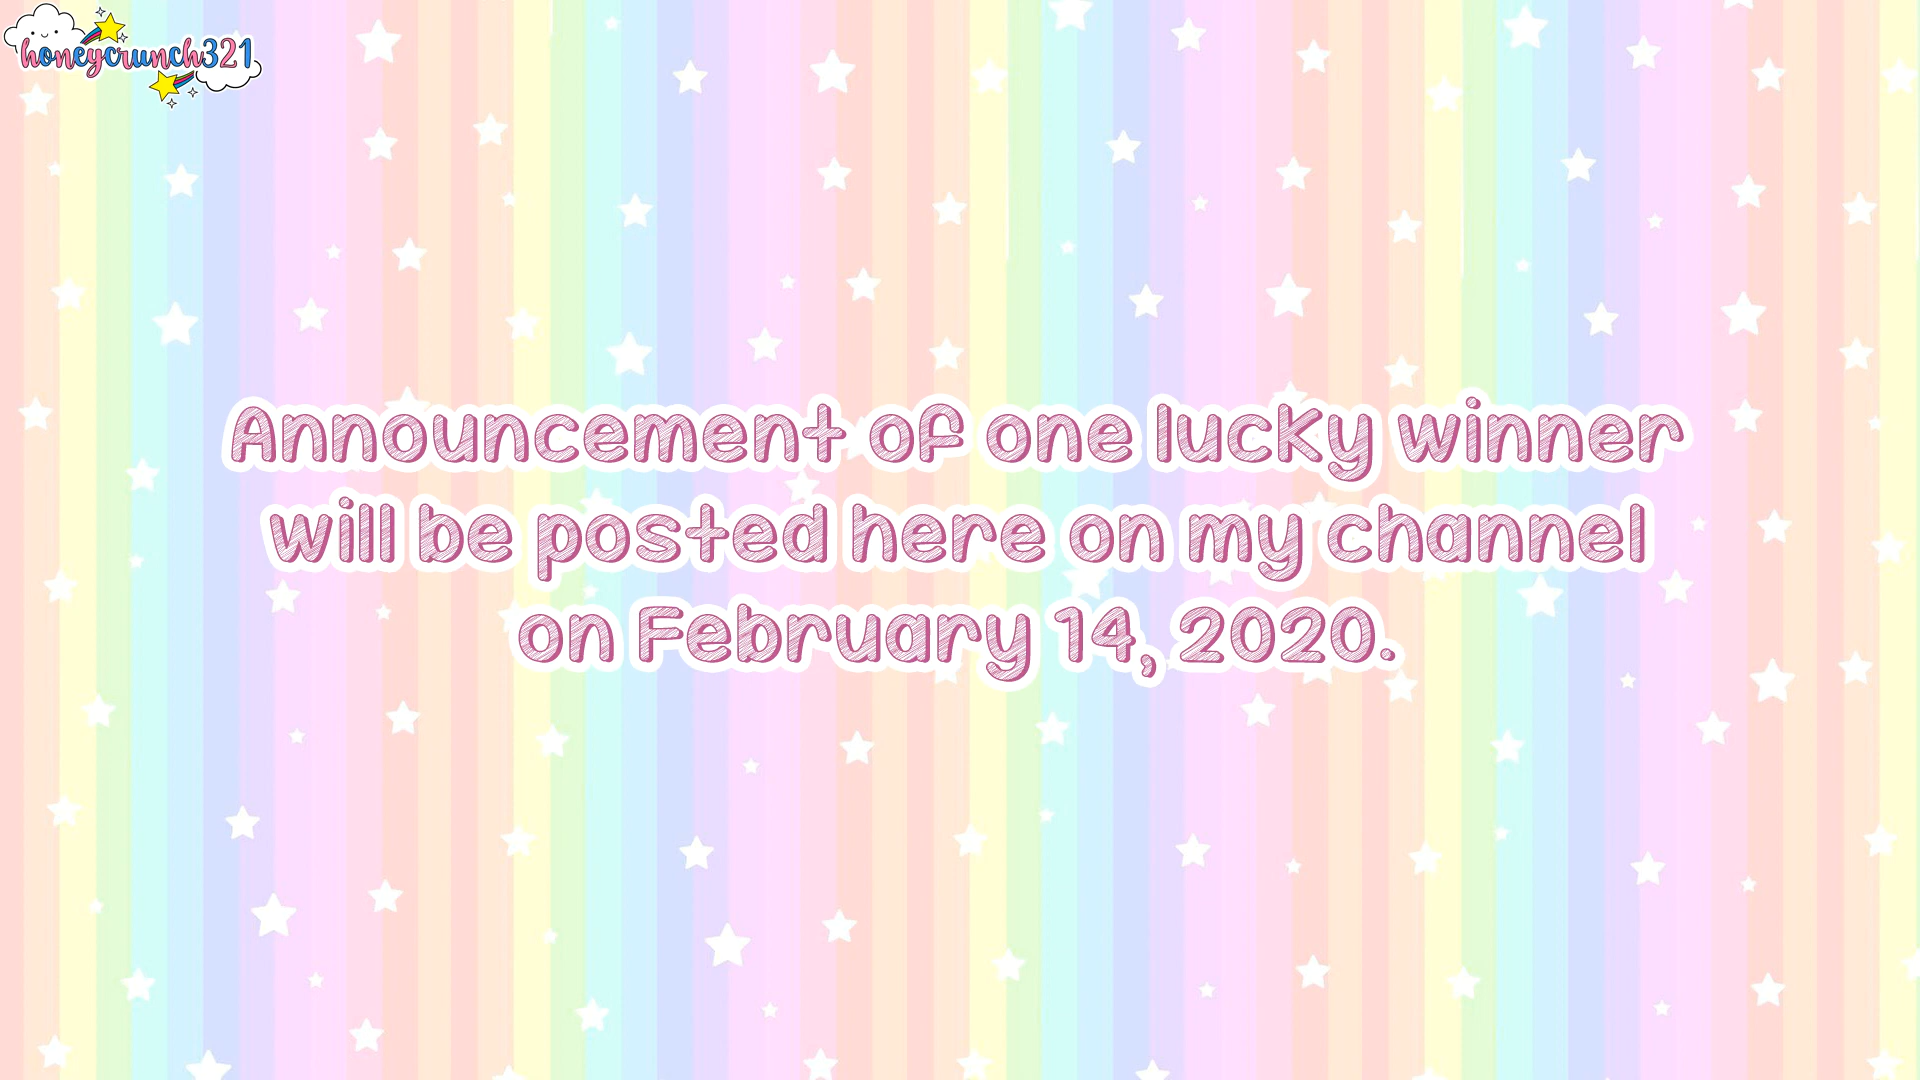 honeycrunch321
Announcement of one lucky winner
will be posted here on my channel
on February 14, 2020.